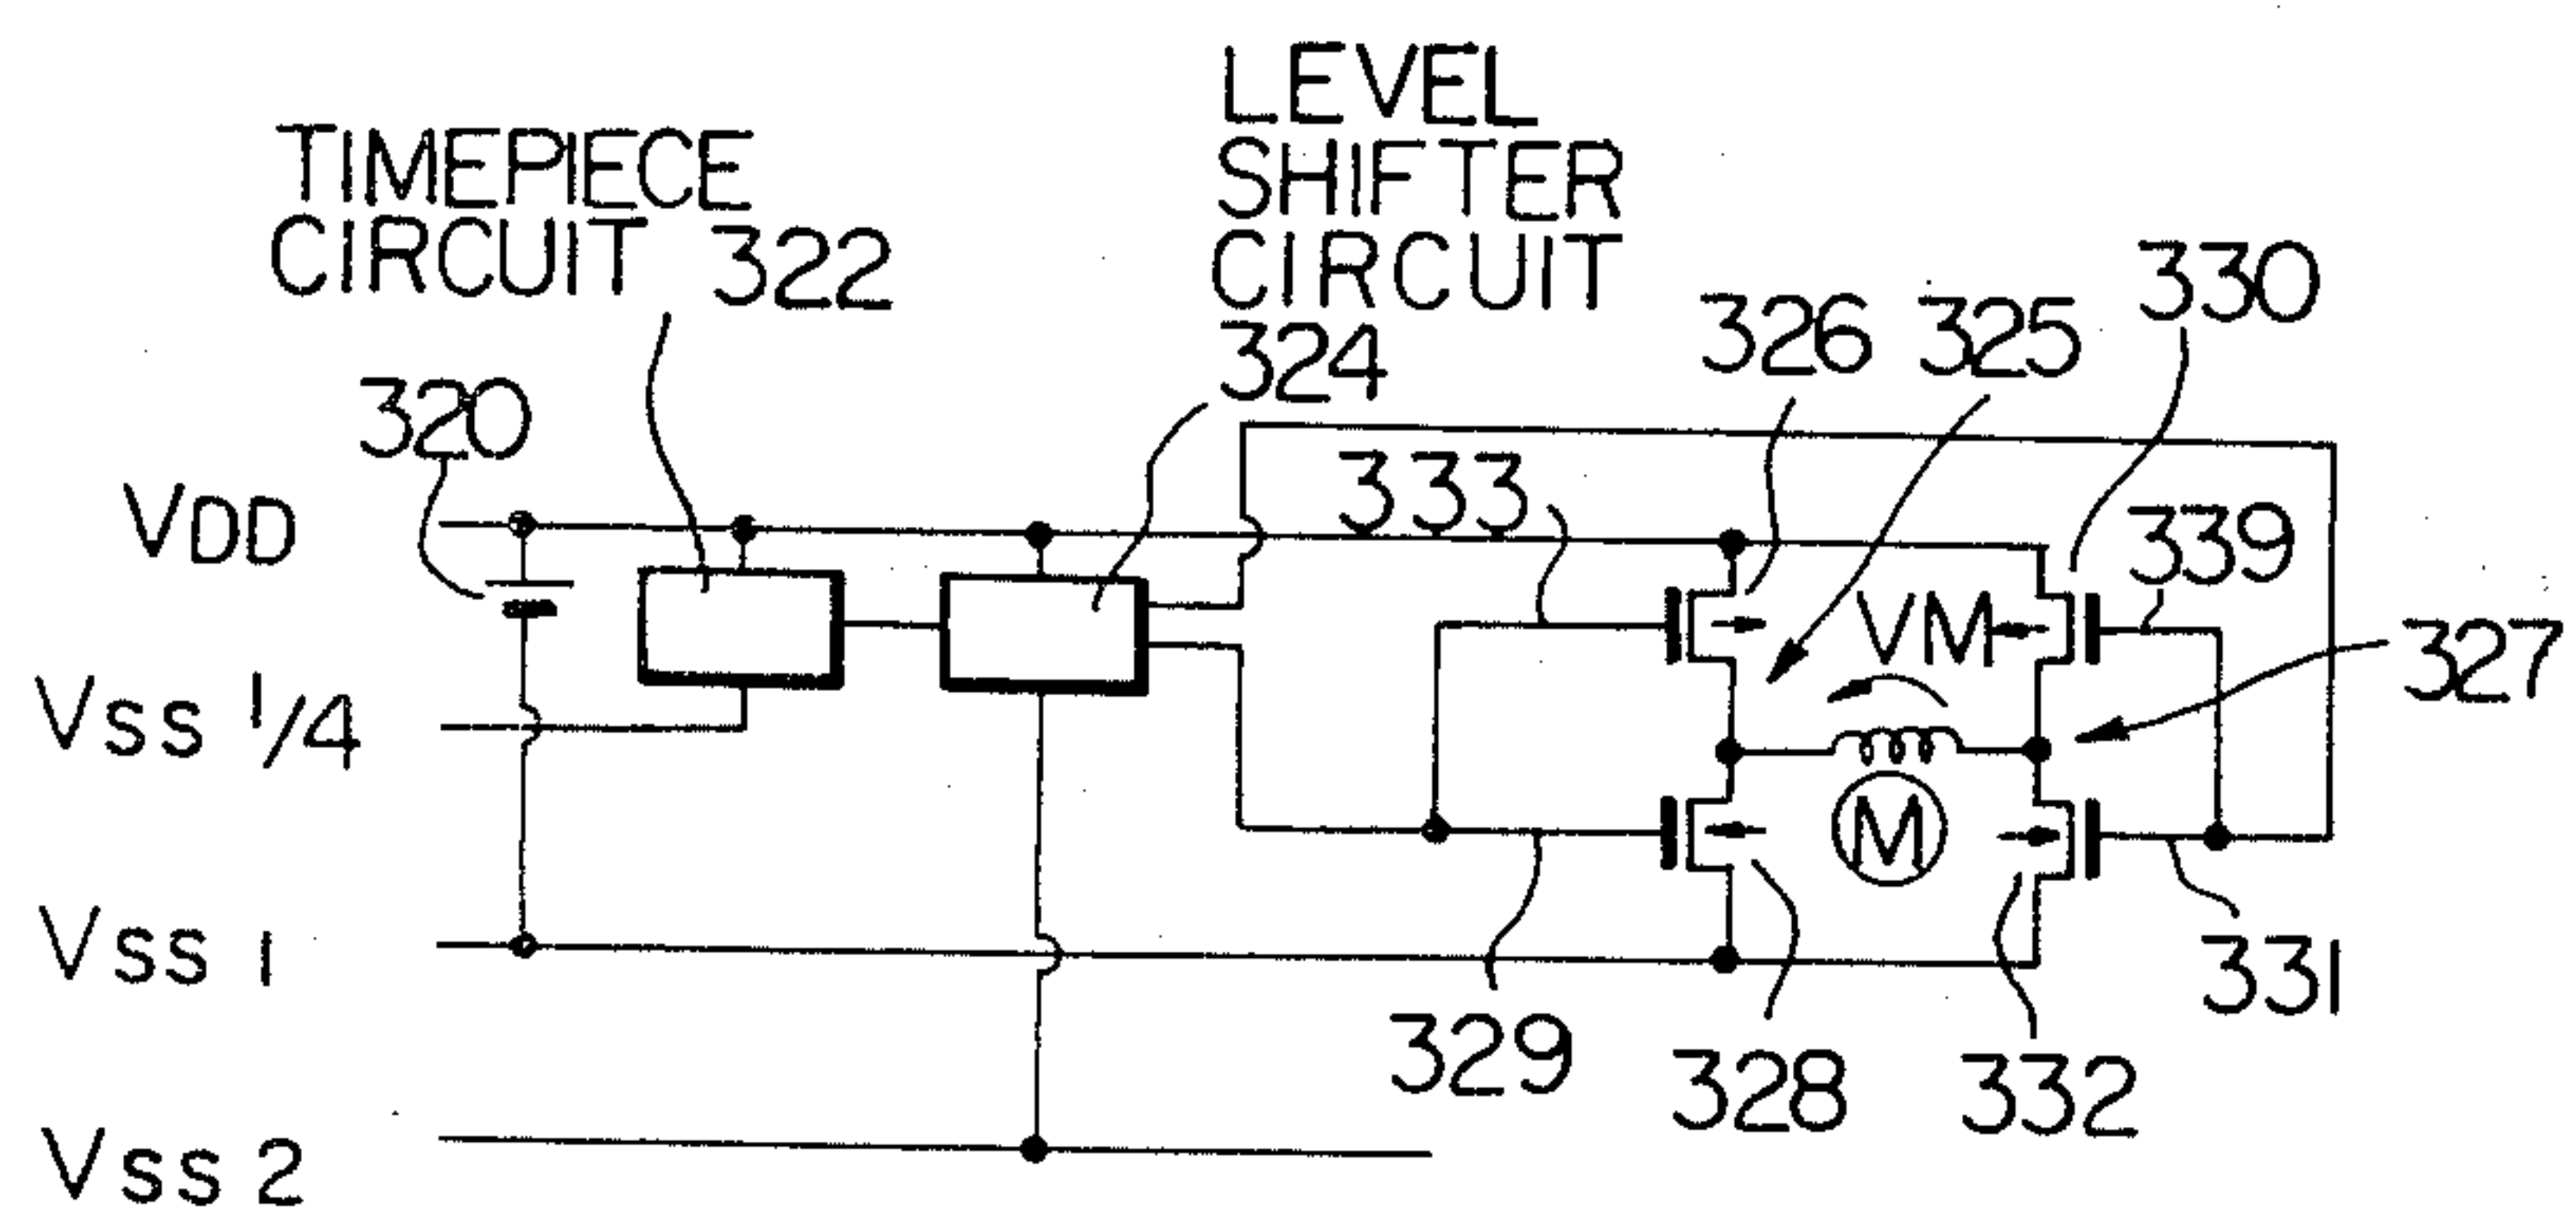 LEVEL
SHIFTER
CIRCUIT
324
TIMEPIECE
CIRCUIT 322
320
326
325
330
333
339
VDD
VM
327
VSS 1/4
M
VSS 1
331
329
328
332
VSS 2